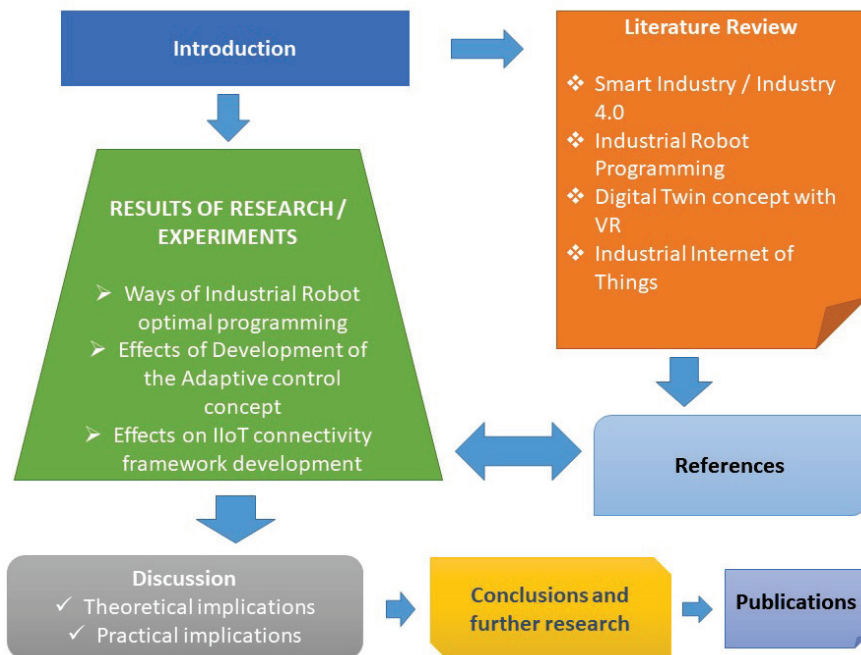 Introduction
Literature Review
❖ Smart Industry / Industry
4.0
❖ Industrial Robot
Programming
❖ Digital Twin concept with
VR
❖ Industrial Internet of
Things
RESULTS OF RESEARCH /
EXPERIMENTS
➢ Ways of Industrial Robot
optimal programming
➢ Effects of Development of
the Adaptive control
concept
➢ Effects on IIoT connectivity
framework development
References
Discussion
✓ Theoretical implications
✓ Practical implications
Conclusions and
further research
Publications